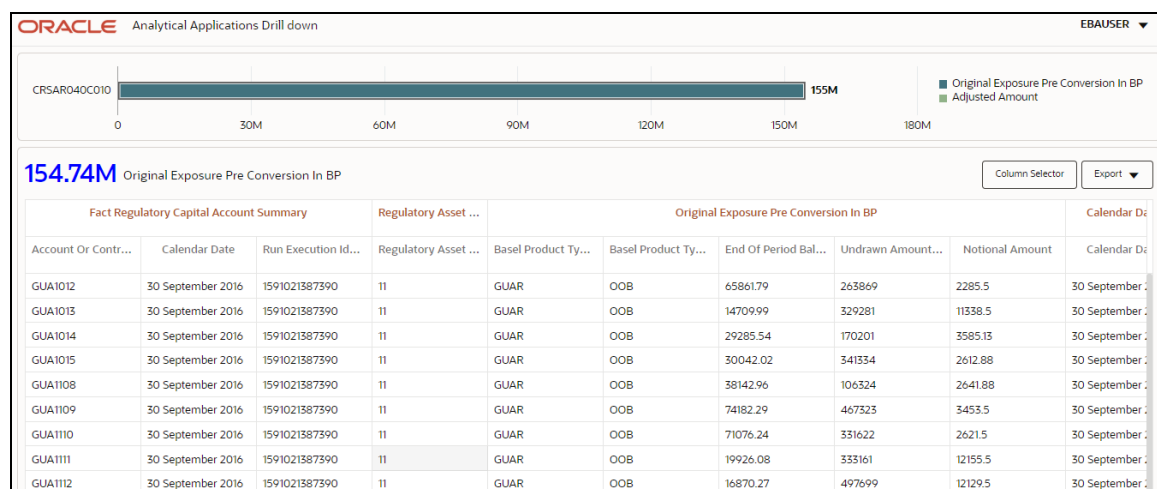 ORACLE Analytical Applications Drill down EBAUSER
CRSAR040C010 155M Original Exposure Pre Conversion In BP
Adjusted Amount
0 30M 60M 90M 120M 150M 180M
154.74M Original Exposure Pre Conversion In BP Column Selector Export
Fact Regulatory Capital Account Summary Regulatory Asset ... Original Exposure Pre Conversion In BP Calendar Da
Account Or Contr... Calendar Date Run Execution Ide... Regulatory Asset ... Basel Product Ty... Basel Product Ty... End Of Period Bal... Undrawn Amount... Notional Amount Calendar Da
GUA1012 30 September 2016 1591021387390 11 GUAR OOB 65861.79 263869 2285.5 30 September 2
GUA1013 30 September 2016 1591021387390 11 GUAR OOB 14709.99 329281 11338.5 30 September 2
GUA1014 30 September 2016 1591021387390 11 GUAR OOB 29285.54 170201 3585.13 30 September 2
GUA1015 30 September 2016 1591021387390 11 GUAR OOB 30042.02 341334 2612.88 30 September 2
GUA1108 30 September 2016 1591021387390 11 GUAR OOB 38142.96 106324 2641.88 30 September 2
GUA1109 30 September 2016 1591021387390 11 GUAR OOB 74182.29 467323 3453.5 30 September 2
GUA1110 30 September 2016 1591021387390 11 GUAR OOB 71076.24 331622 2621.5 30 September 2
GUA1111 30 September 2016 1591021387390 11 GUAR OOB 19926.08 333161 12155.5 30 September 2
GUA1112 30 September 2016 1591021387390 11 GUAR OOB 16870.27 497699 12129.5 30 September 2